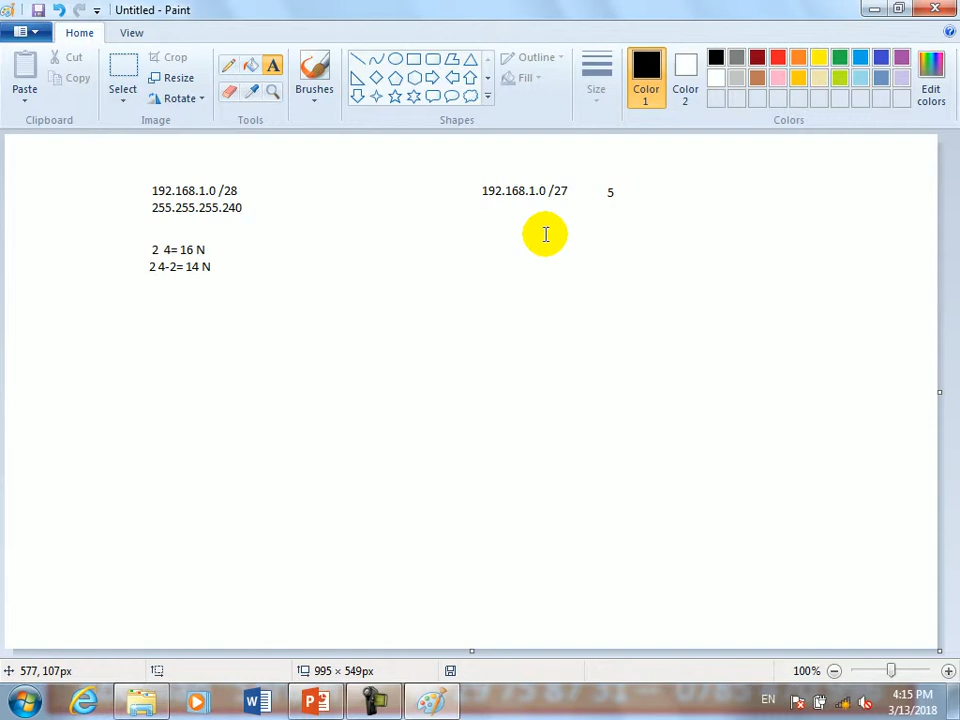 Untitled - Paint
Home
View
Paste
Cut
Copy
Clipboard
Select
Crop
Resize
Rotate
Image
A
Tools
Brushes
Outline
Fill
Shapes
Size
Color 1
Color 2
Edit colors
Colors
192.168.1.0 /28
255.255.255.240
2 4= 16 N
2 4-2= 14 N
192.168.1.0 /27
5
577, 107px
995 × 549px
100%
EN
4:15 PM
3/13/2018